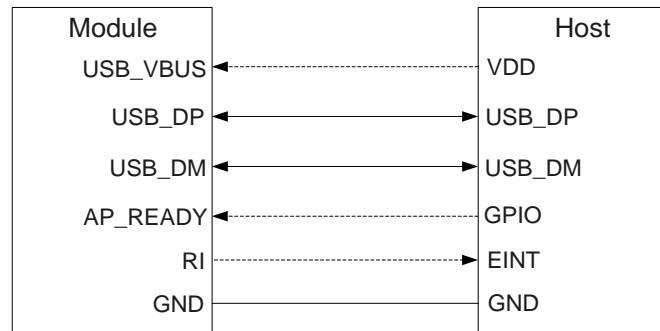 Module Host
USB_VBUS VDD
USB_DP USB_DP
USB_DM USB_DM
AP_READY GPIO
RI EINT
GND GND